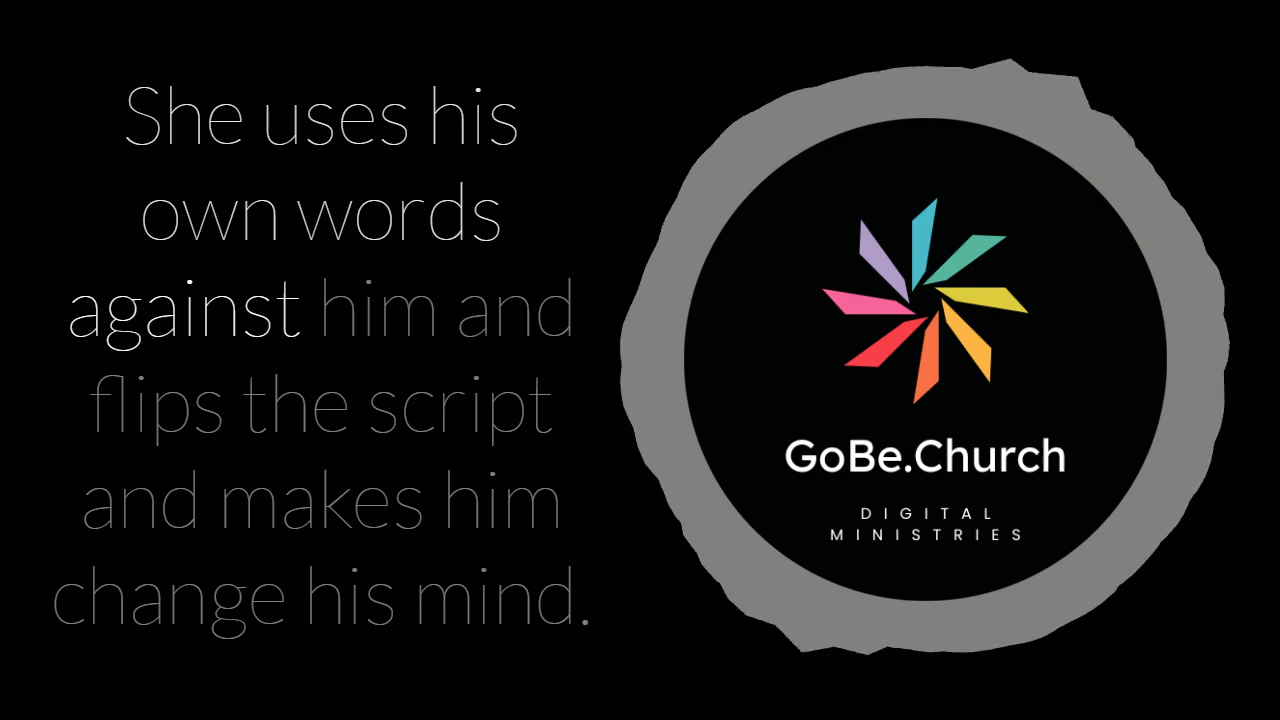 She uses his
own words
against him and
flips the script
and makes him
change his mind.
GoBe.Church
DIGITAL
MINISTRIES